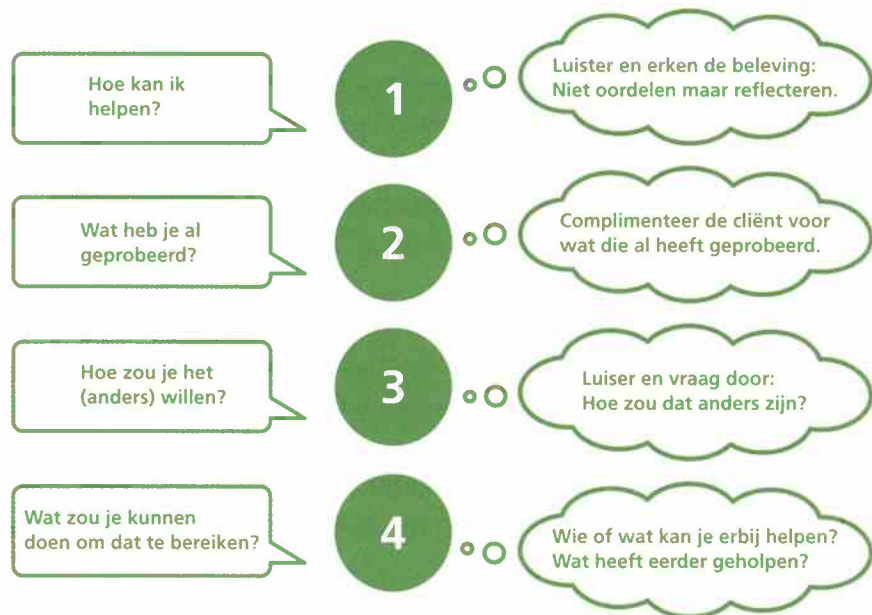 Hoe kan ik
helpen?
1
Luister en erken de beleving:
Niet oordelen maar reflecteren.
Wat heb je al
geprobeerd?
2
Complimenteer de cliënt voor
wat die al heeft geprobeerd.
Hoe zou je het
(anders) willen?
3
Luiser en vraag door:
Hoe zou dat anders zijn?
Wat zou je kunnen
doen om dat te bereiken?
4
Wie of wat kan je erbij helpen?
Wat heeft eerder geholpen?